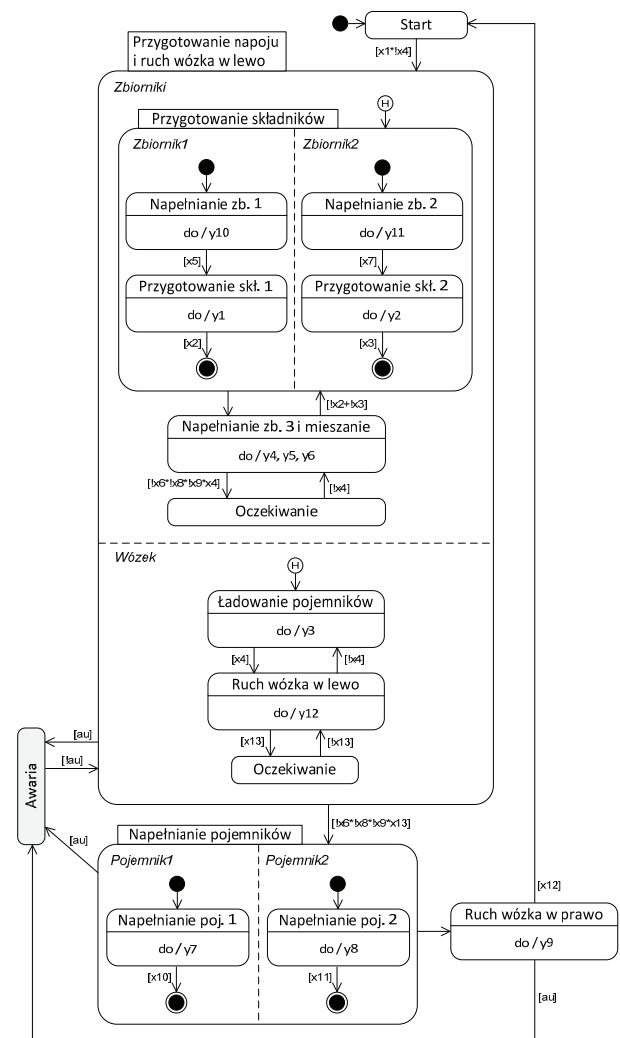 Start
[x1*!x4]
Przygotowanie napoju
i ruch wózka w lewo
Zbiorniki
H
Przygotowanie składników
Zbiornik1
Zbiornik2
Napełnianie zb. 1
do / y10
Napełnianie zb. 2
do / y11
[x5]
[x7]
Przygotowanie skł. 1
do / y1
Przygotowanie skł. 2
do / y2
[x2]
[x3]
[!x2+!x3]
Napełnianie zb. 3 i mieszanie
do / y4, y5, y6
[!x6*!x8*!x9*x4]
[!x4]
Oczekiwanie
Wózek
H
Ładowanie pojemników
do / y3
[x4]
[!x4]
Ruch wózka w lewo
do / y12
[x13]
[!x13]
Oczekiwanie
[au]
[!au]
Awaria
[au]
[!x6*!x8*!x9*x13]
Napełnianie pojemników
Pojemnik1
Pojemnik2
Napełnianie poj. 1
do / y7
Napełnianie poj. 2
do / y8
[x10]
[x11]
[x12]
Ruch wózka w prawo
do / y9
[au]